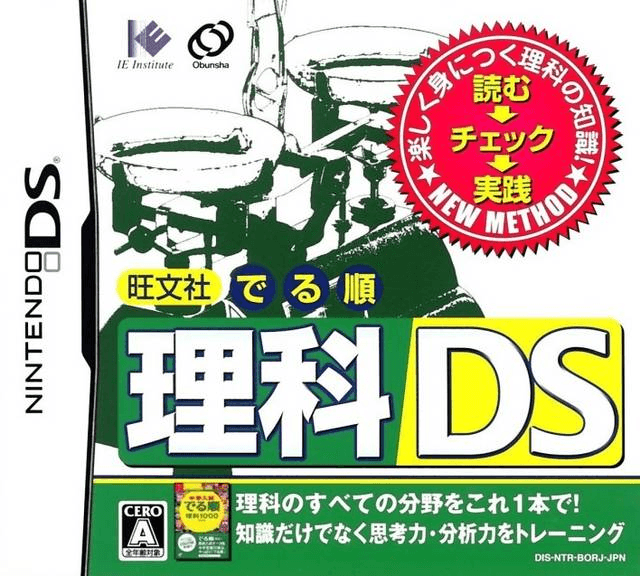 IE Institute
Obunsha
楽しく身につく理科の知識!
読む
チェック
実践
★NEW METHOD★
NINTENDO DS®
旺文社 でる順
理科DS
中学入試
でる順
理科1000
理科のすべての分野をこれ1本で!
知識だけでなく思考力・分析力をトレーニング
CERO
A
全年齢対象
DIS-NTR-BORJ-JPN